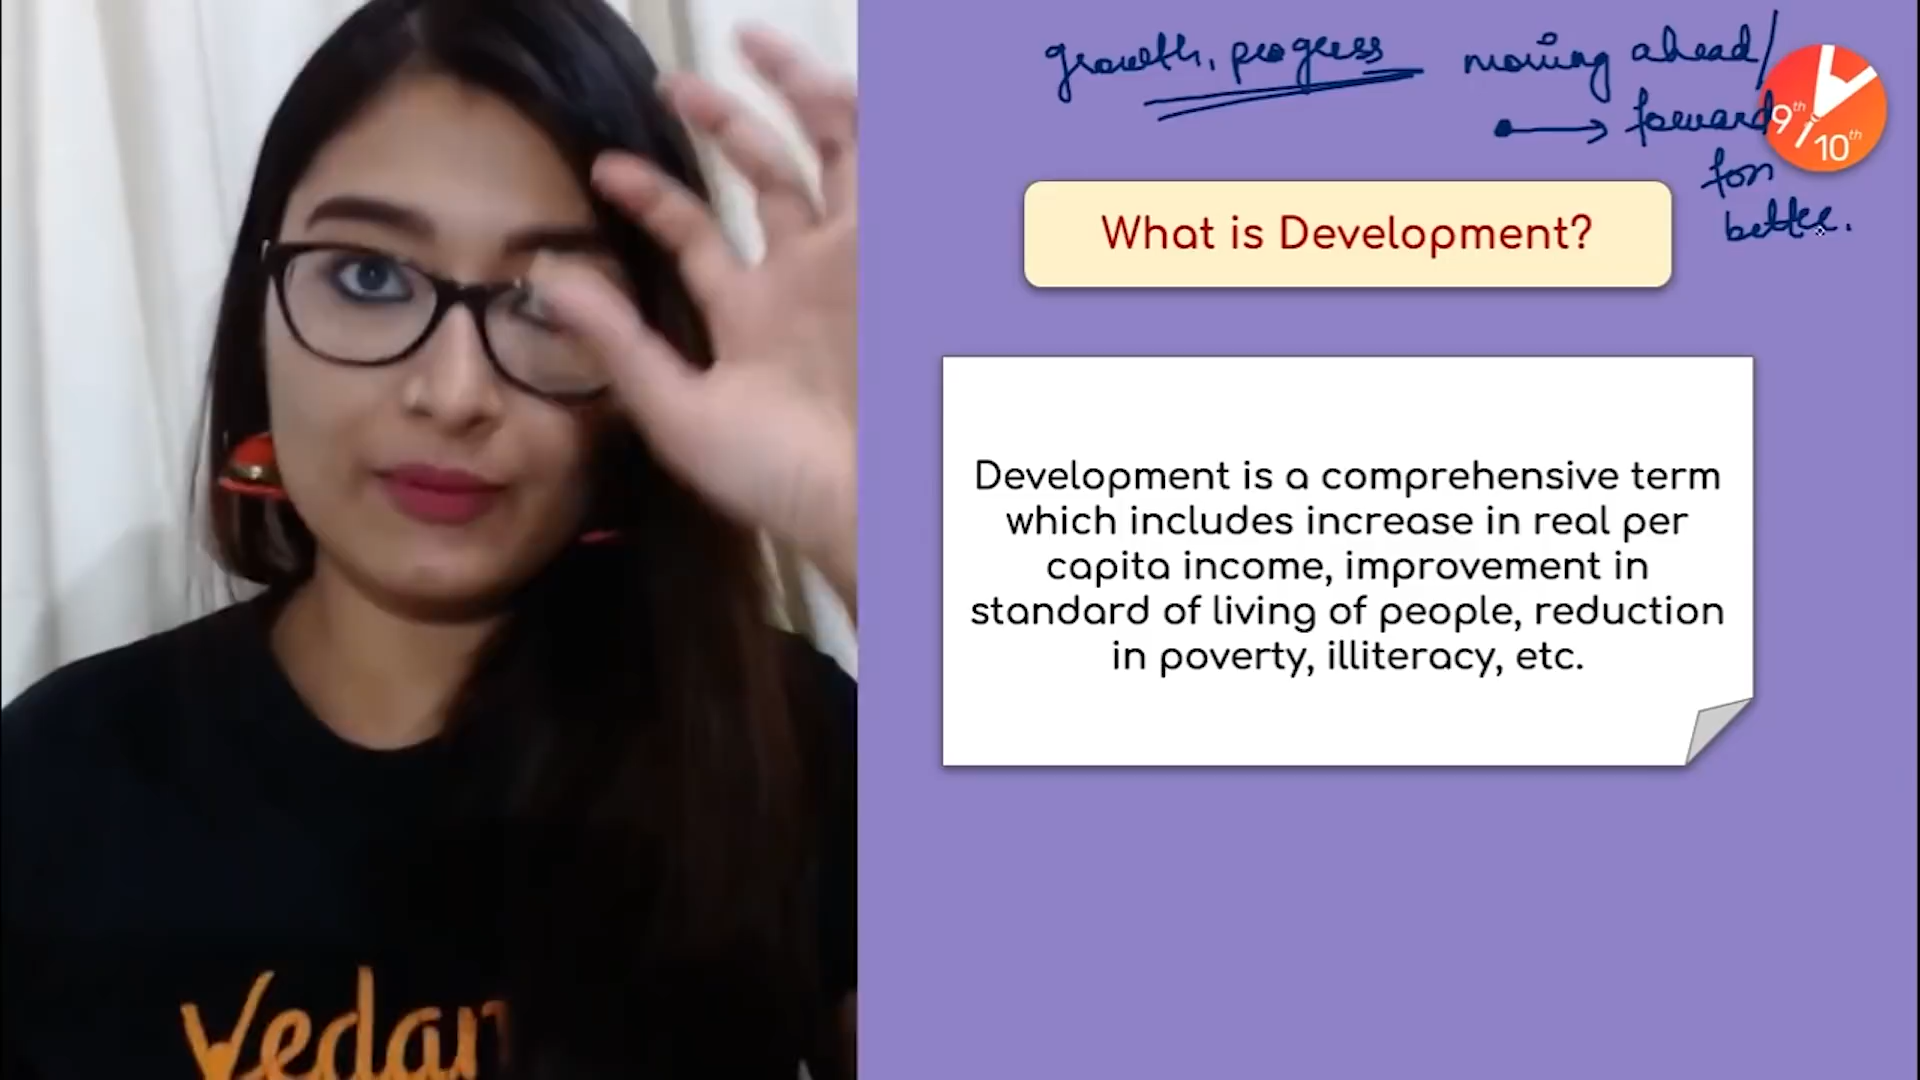 growth, progress moving ahead/
forward
for
better.
9th
10th
What is Development?
Development is a comprehensive term
which includes increase in real per
capita income, improvement in
standard of living of people, reduction
in poverty, illiteracy, etc.
Vedan